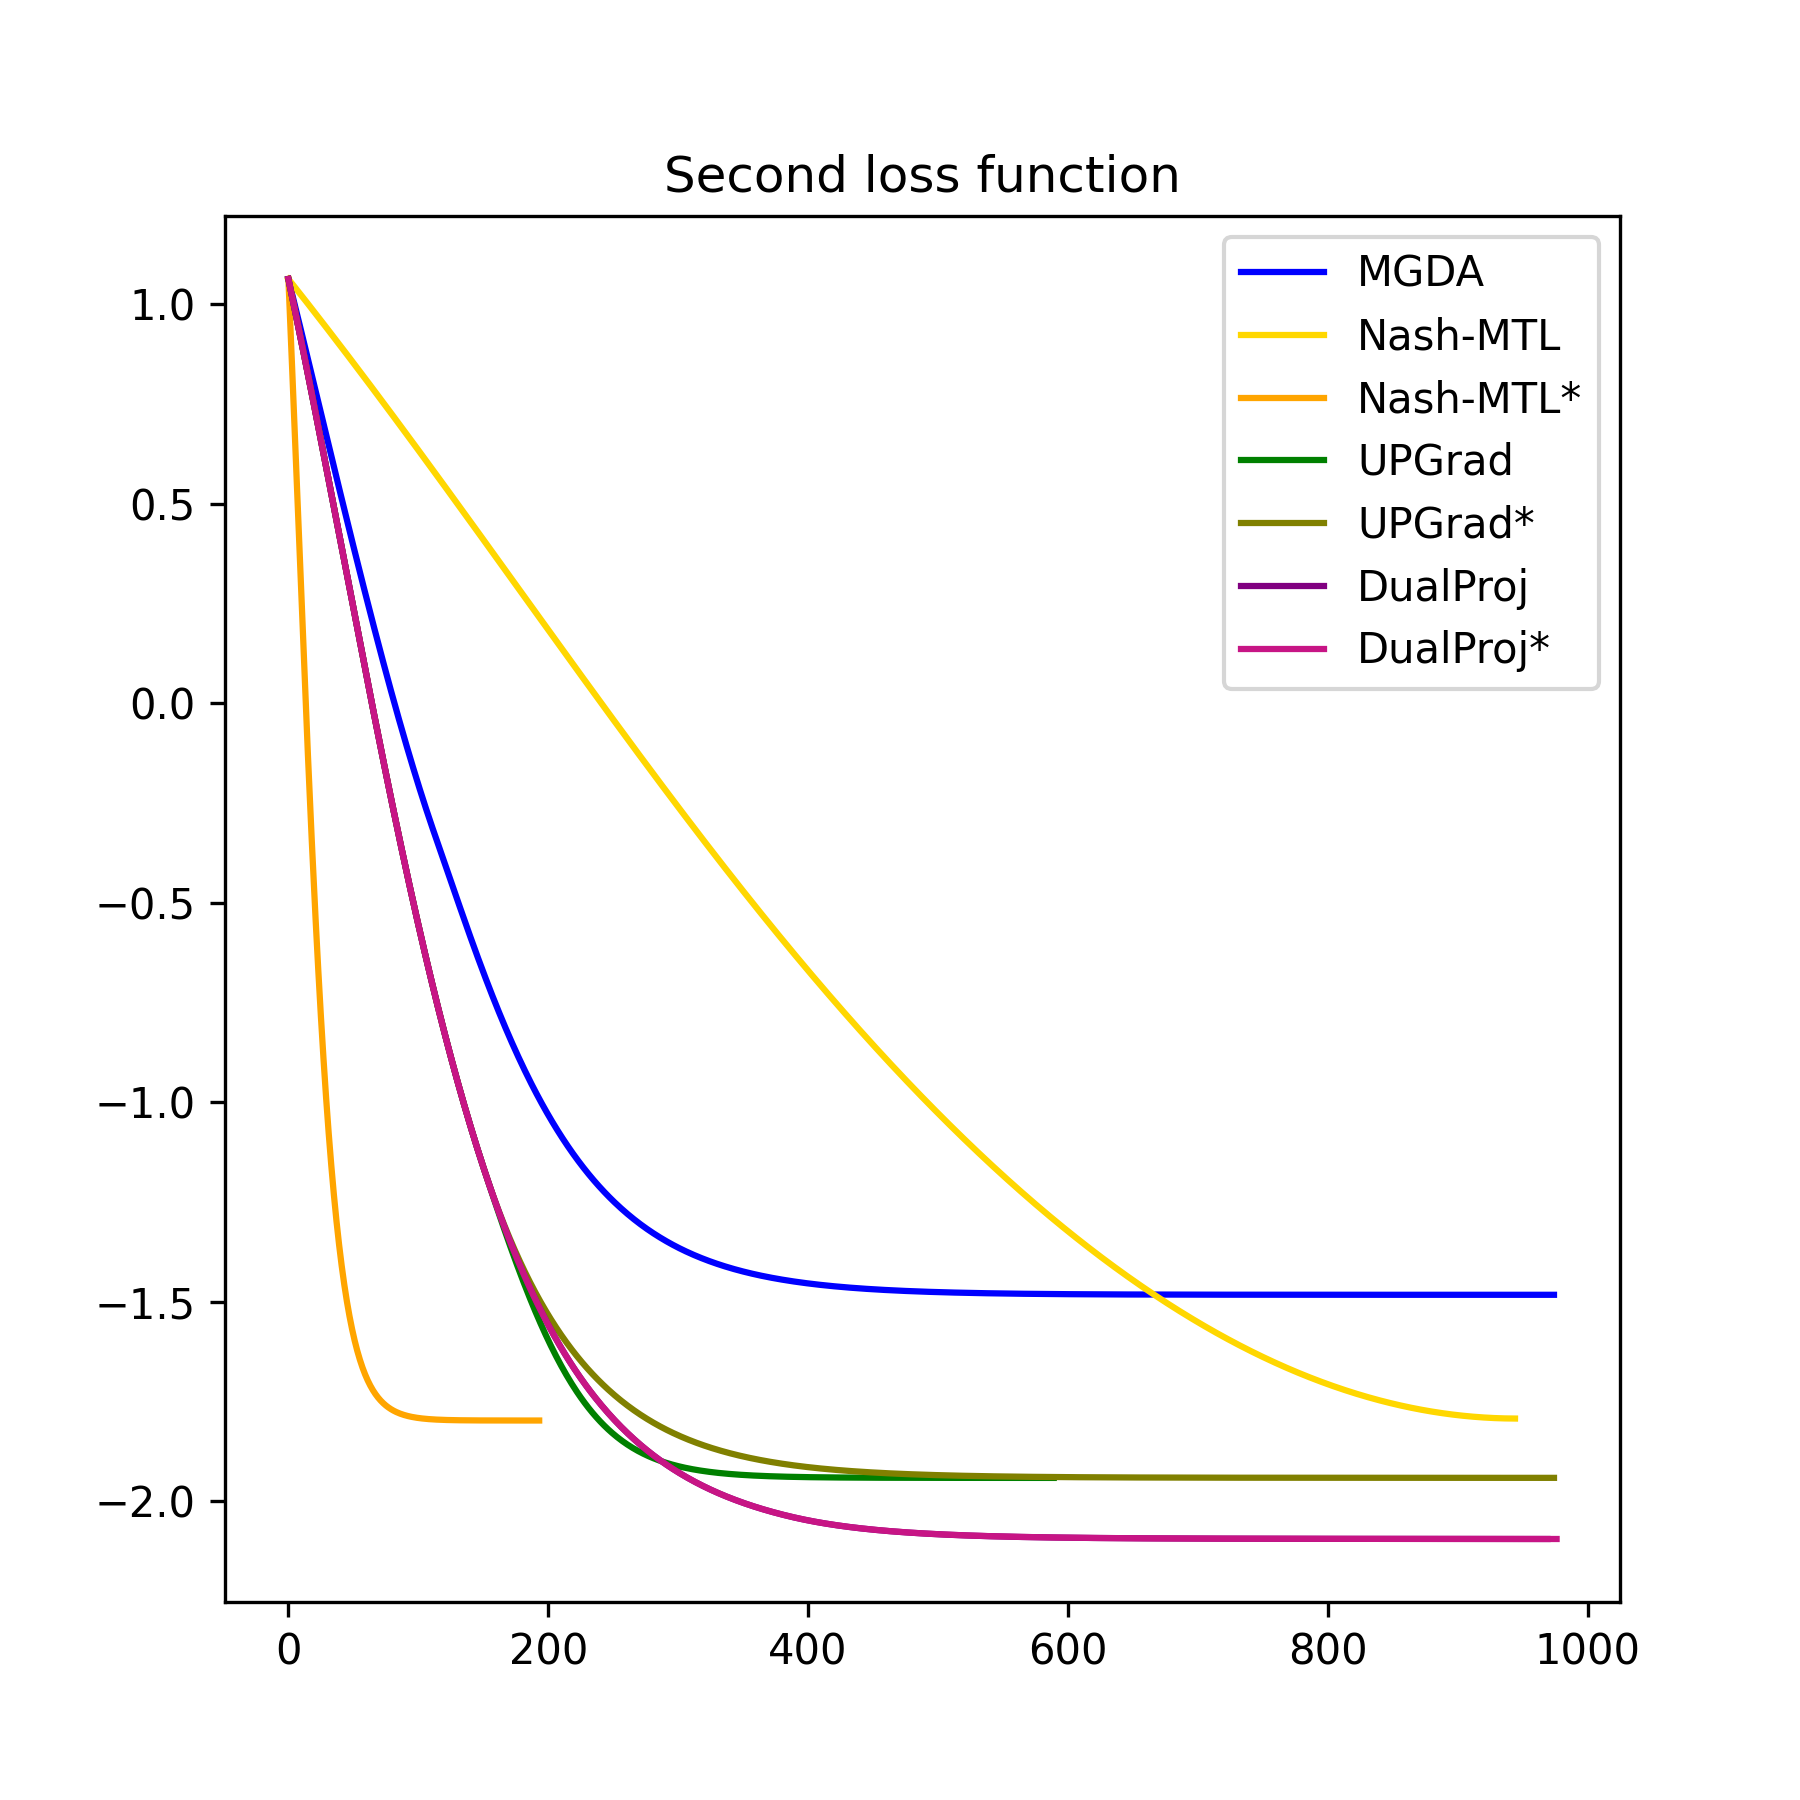 Second loss function
MGDA
Nash-MTL
Nash-MTL*
UPGrad
UPGrad*
DualProj
DualProj*
1.0
0.5
0.0
−0.5
−1.0
−1.5
−2.0
0 200 400 600 800 1000